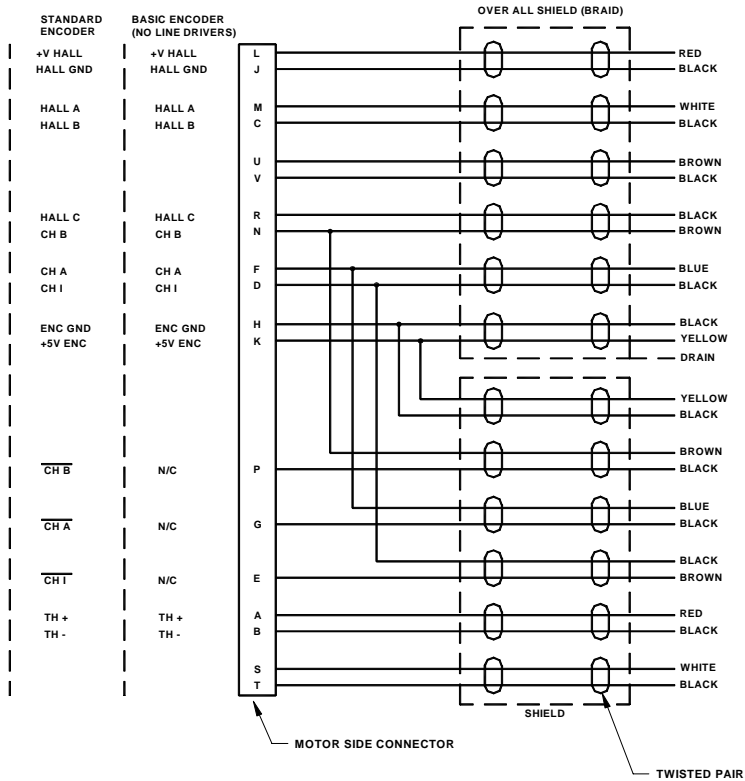 OVER ALL SHIELD (BRAID)
STANDARD ENCODER
BASIC ENCODER (NO LINE DRIVERS)
+V HALL +V HALL L RED
HALL GND HALL GND J BLACK
HALL A HALL A M WHITE
HALL B HALL B C BLACK
U BROWN
V BLACK
HALL C HALL C R BLACK
CH B CH B N BROWN
CH A CH A F BLUE
CH I CH I D BLACK
ENC GND ENC GND H BLACK
+5V ENC +5V ENC K YELLOW
DRAIN
YELLOW
BLACK
BROWN
C̅H̅ ̅B̅ N/C P BLACK
BLUE
C̅H̅ ̅A̅ N/C G BLACK
BLACK
C̅H̅ ̅I̅ N/C E BROWN
TH + TH + A RED
TH - TH - B BLACK
S WHITE
T BLACK
SHIELD
MOTOR SIDE CONNECTOR
TWISTED PAIR